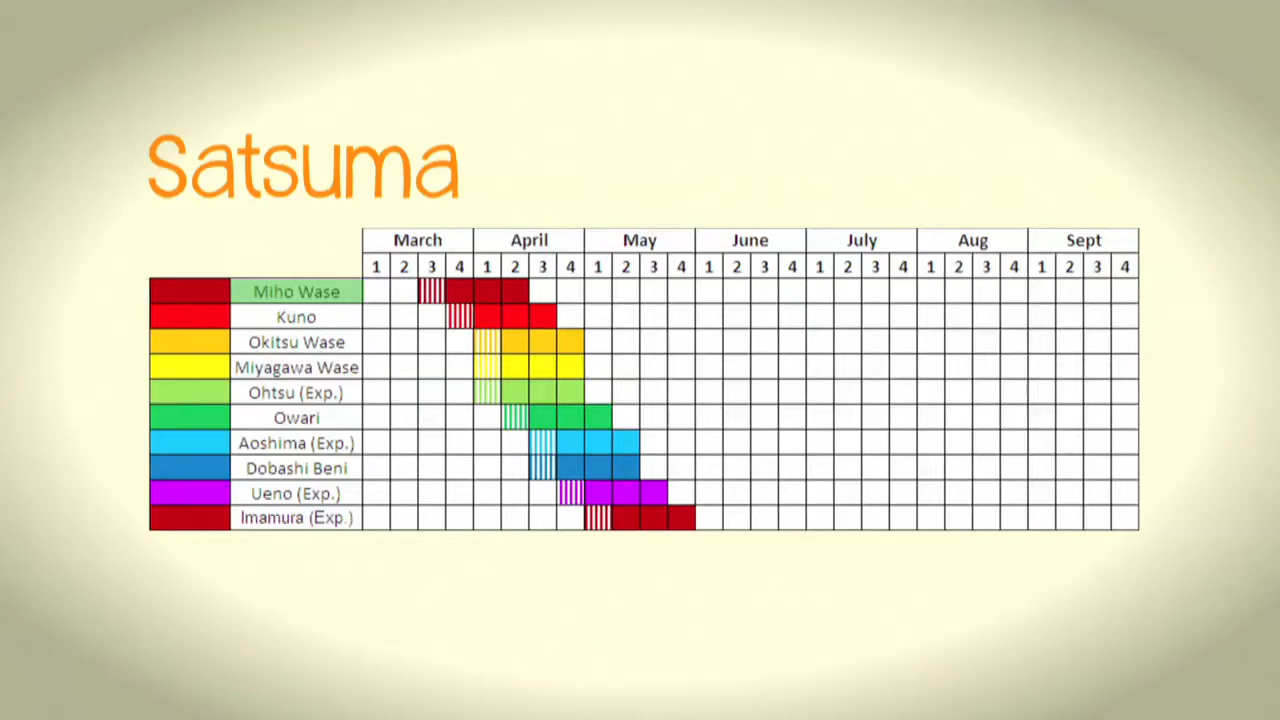 Satsuma
March April May June July Aug Sept
1 2 3 4 1 2 3 4 1 2 3 4 1 2 3 4 1 2 3 4 1 2 3 4 1 2 3 4
Miho Wase
Kuno
Okitsu Wase
Miyagawa Wase
Ohtsu (Exp.)
Owari
Aoshima (Exp.)
Dobashi Beni
Ueno (Exp.)
Imamura (Exp.)